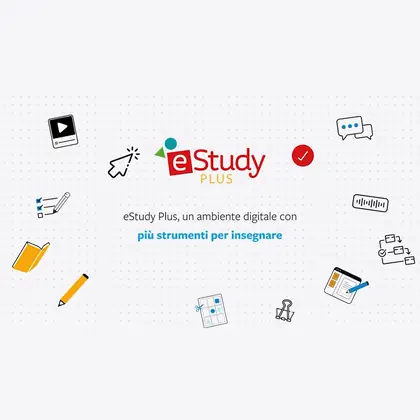 eStudy
PLUS
eStudy Plus, un ambiente digitale con
più strumenti per insegnare